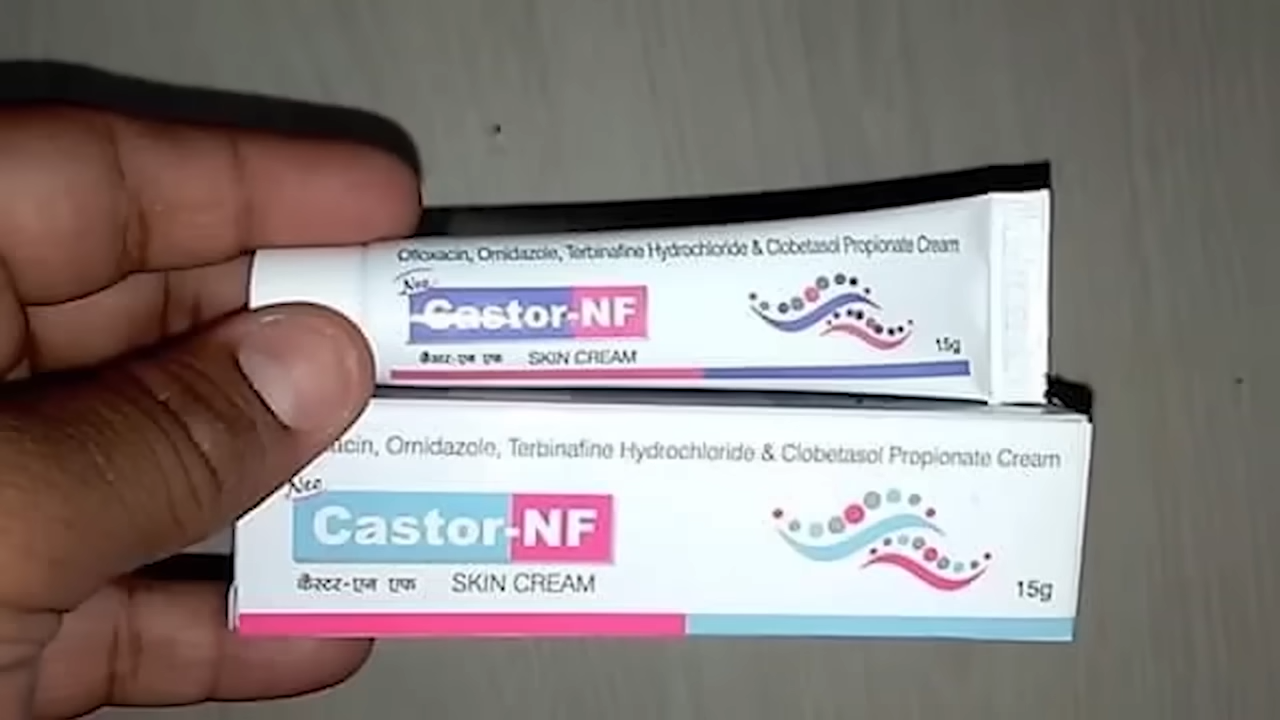 Ofloxacin, Ornidazole, Terbinafine Hydrochloride & Clobetasol Propionate Cream
Neo
Castor-NF
कैस्टर-एन एफ SKIN CREAM
15g
Ornidazole, Terbinafine Hydrochloride & Clobetasol Propionate Cream
Neo
Castor-NF
कैस्टर-एन एफ SKIN CREAM
15g